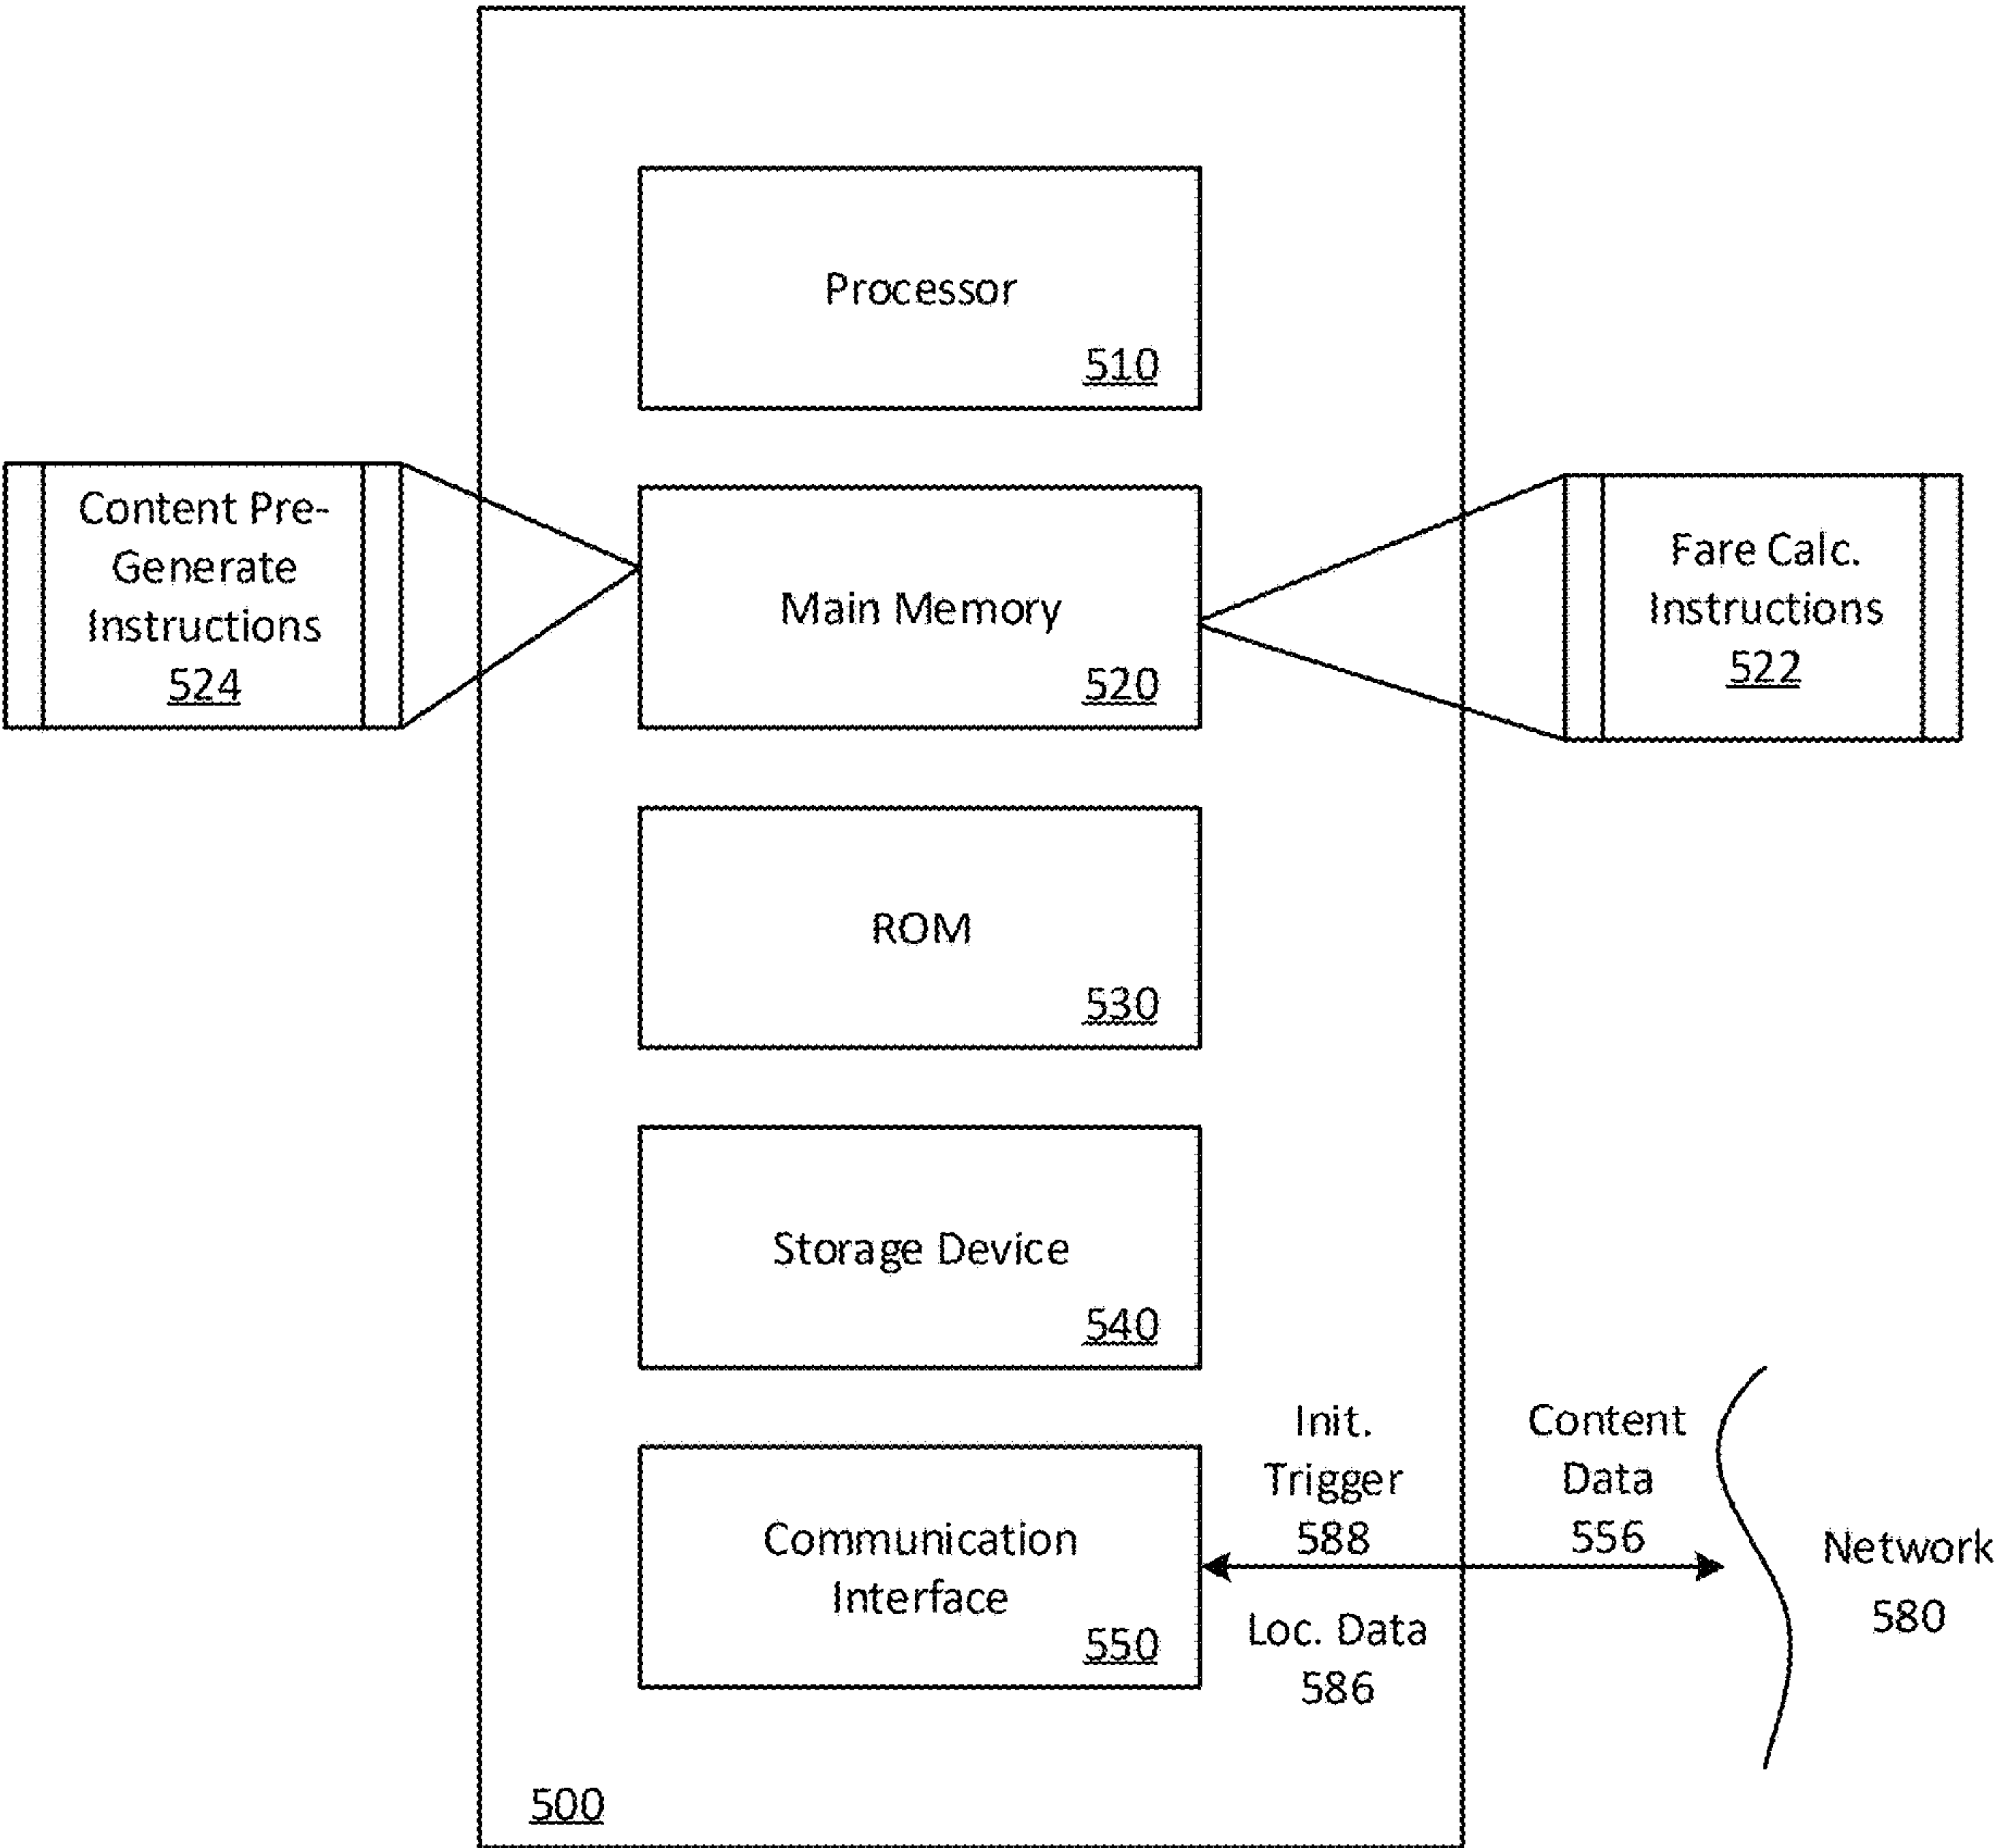 Processor
510
Content Pre-
Generate
Instructions
524
Main Memory
520
Fare Calc.
Instructions
522
ROM
530
Storage Device
540
Communication
Interface
550
Init.
Trigger
588
Loc. Data
586
Content
Data
556
Network
580
500